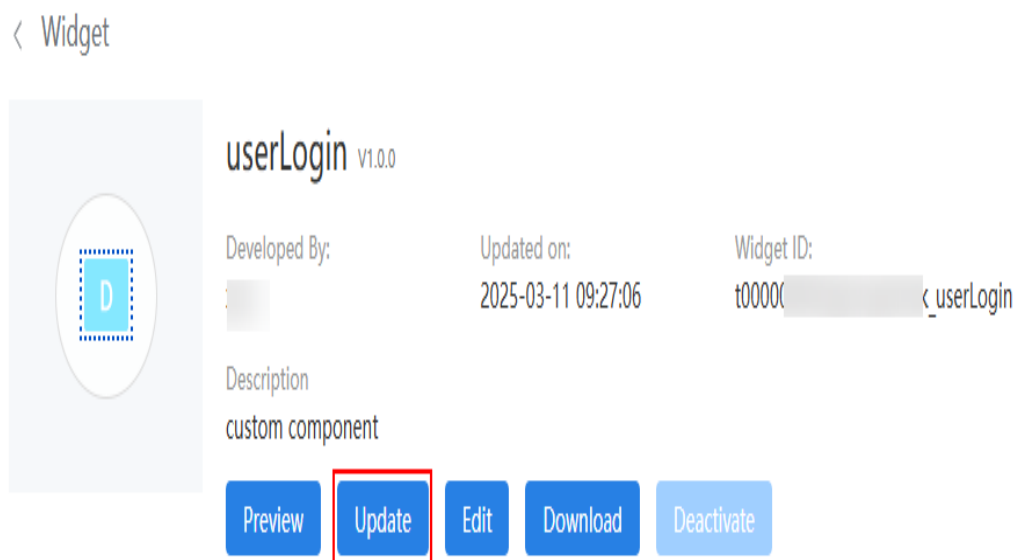 Widget
userLogin V1.0.0
Developed By: Updated on: Widget ID:
2025-03-11 09:27:06 _userLogin
Description
custom component
D
Preview Update Edit Download Deactivate